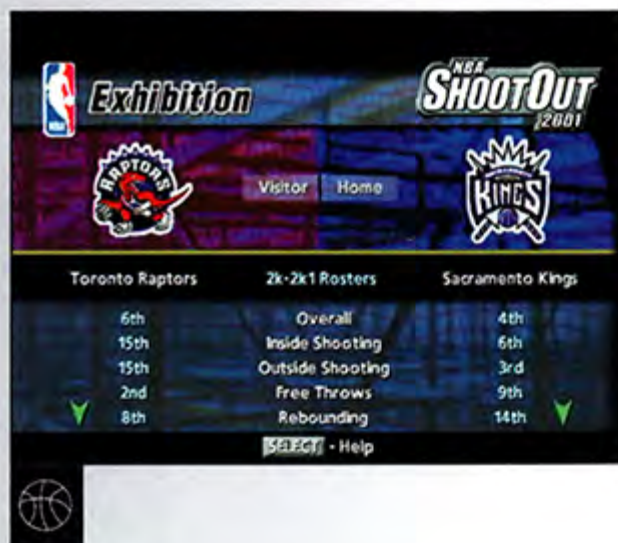 NBA
Exhibition
NBA
SHOOTOUT
2001
RAPTORS
Visitor Home
KINGS
Toronto Raptors 2k-2k1 Rosters Sacramento Kings
6th Overall 4th
15th Inside Shooting 6th
15th Outside Shooting 3rd
2nd Free Throws 9th
8th Rebounding 14th
SELECT - Help